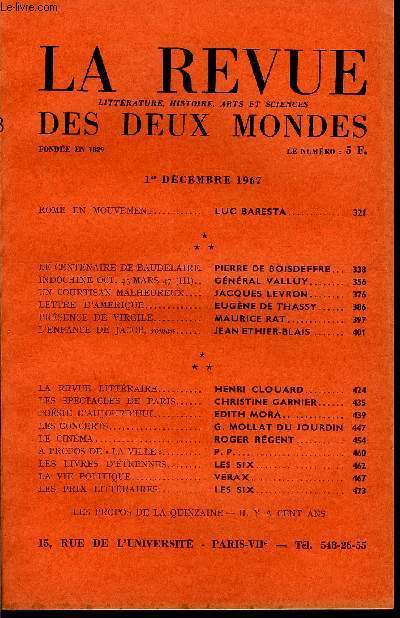 Le-livre.fr
LA REVUE
LITTÉRATURE, HISTOIRE, ARTS ET SCIENCES
DES DEUX MONDES
FONDÉE EN 1829 LE NUMÉRO : 5 F.
1er DÉCEMBRE 1967
ROME EN MOUVEMENT LUC BARESTA 321
LE CENTENAIRE DE BAUDELAIRE PIERRE DE BOISDEFFRE 338
INDOCHINE OCT. 45-MARS 47 (III) GÉNÉRAL VALLUY 356
UN COURTISAN MALHEUREUX JACQUES LEVRON 376
LETTRE D'AMÉRIQUE EUGÈNE DE THASSY 386
PRÉSENCE DE VIRGILE MAURICE RAT 397
L'ENFANCE DE JACOB, JEAN ETHIER-BLAIS 401
LA REVUE LITTÉRAIRE HENRI CLOUARD 424
LES SPECTACLES DE PARIS CHRISTINE GARNIER 435
POÉSIE D'AUJOURD'HUI EDITH MORA 439
LES CONCERTS G. MOLLAT DU JOURDIN 447
LE CINÉMA ROGER RÉGENT 454
A PROPOS DE « LA VILLE » P. P. 460
LES LIVRES D'ÉTRENNES LES SIX 462
LA VIE POLITIQUE VERAX 467
LES PRIX LITTÉRAIRES LES SIX 473
LES PROPOS DE LA QUINZAINE — IL Y A CENT ANS
15, RUE DE L'UNIVERSITÉ - PARIS-VIIe — Tél. 548-26-55